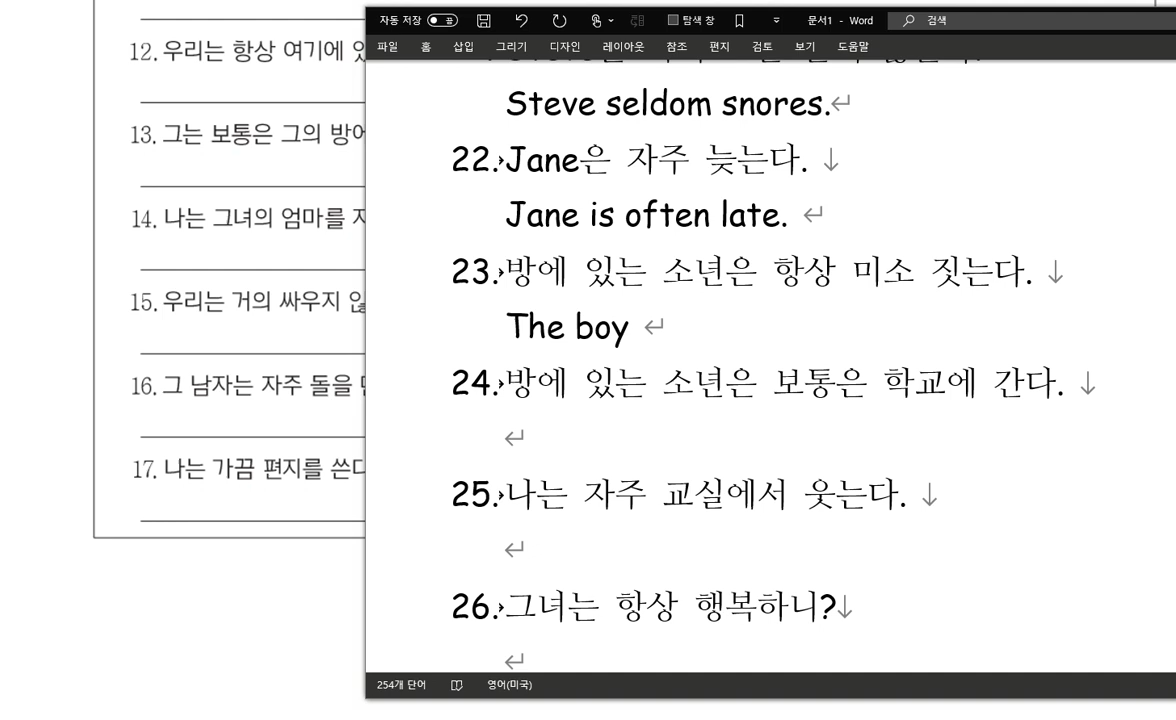 12. 우리는 항상 여기에
13. 그는 보통은 그의 방에
14. 나는 그녀의 엄마를
15. 우리는 거의 싸우지
16. 그 남자는 자주 돌을
17. 나는 가끔 편지를 쓴다
자동 저장 끔 탐색 창 문서1 - Word 검색
파일 홈 삽입 그리기 디자인 레이아웃 참조 편지 검토 보기 도움말
Steve seldom snores.
22. Jane은 자주 늦는다.
Jane is often late.
23. 방에 있는 소년은 항상 미소 짓는다.
The boy
24. 방에 있는 소년은 보통은 학교에 간다.
25. 나는 자주 교실에서 웃는다.
26. 그녀는 항상 행복하니?
254개 단어 영어(미국)